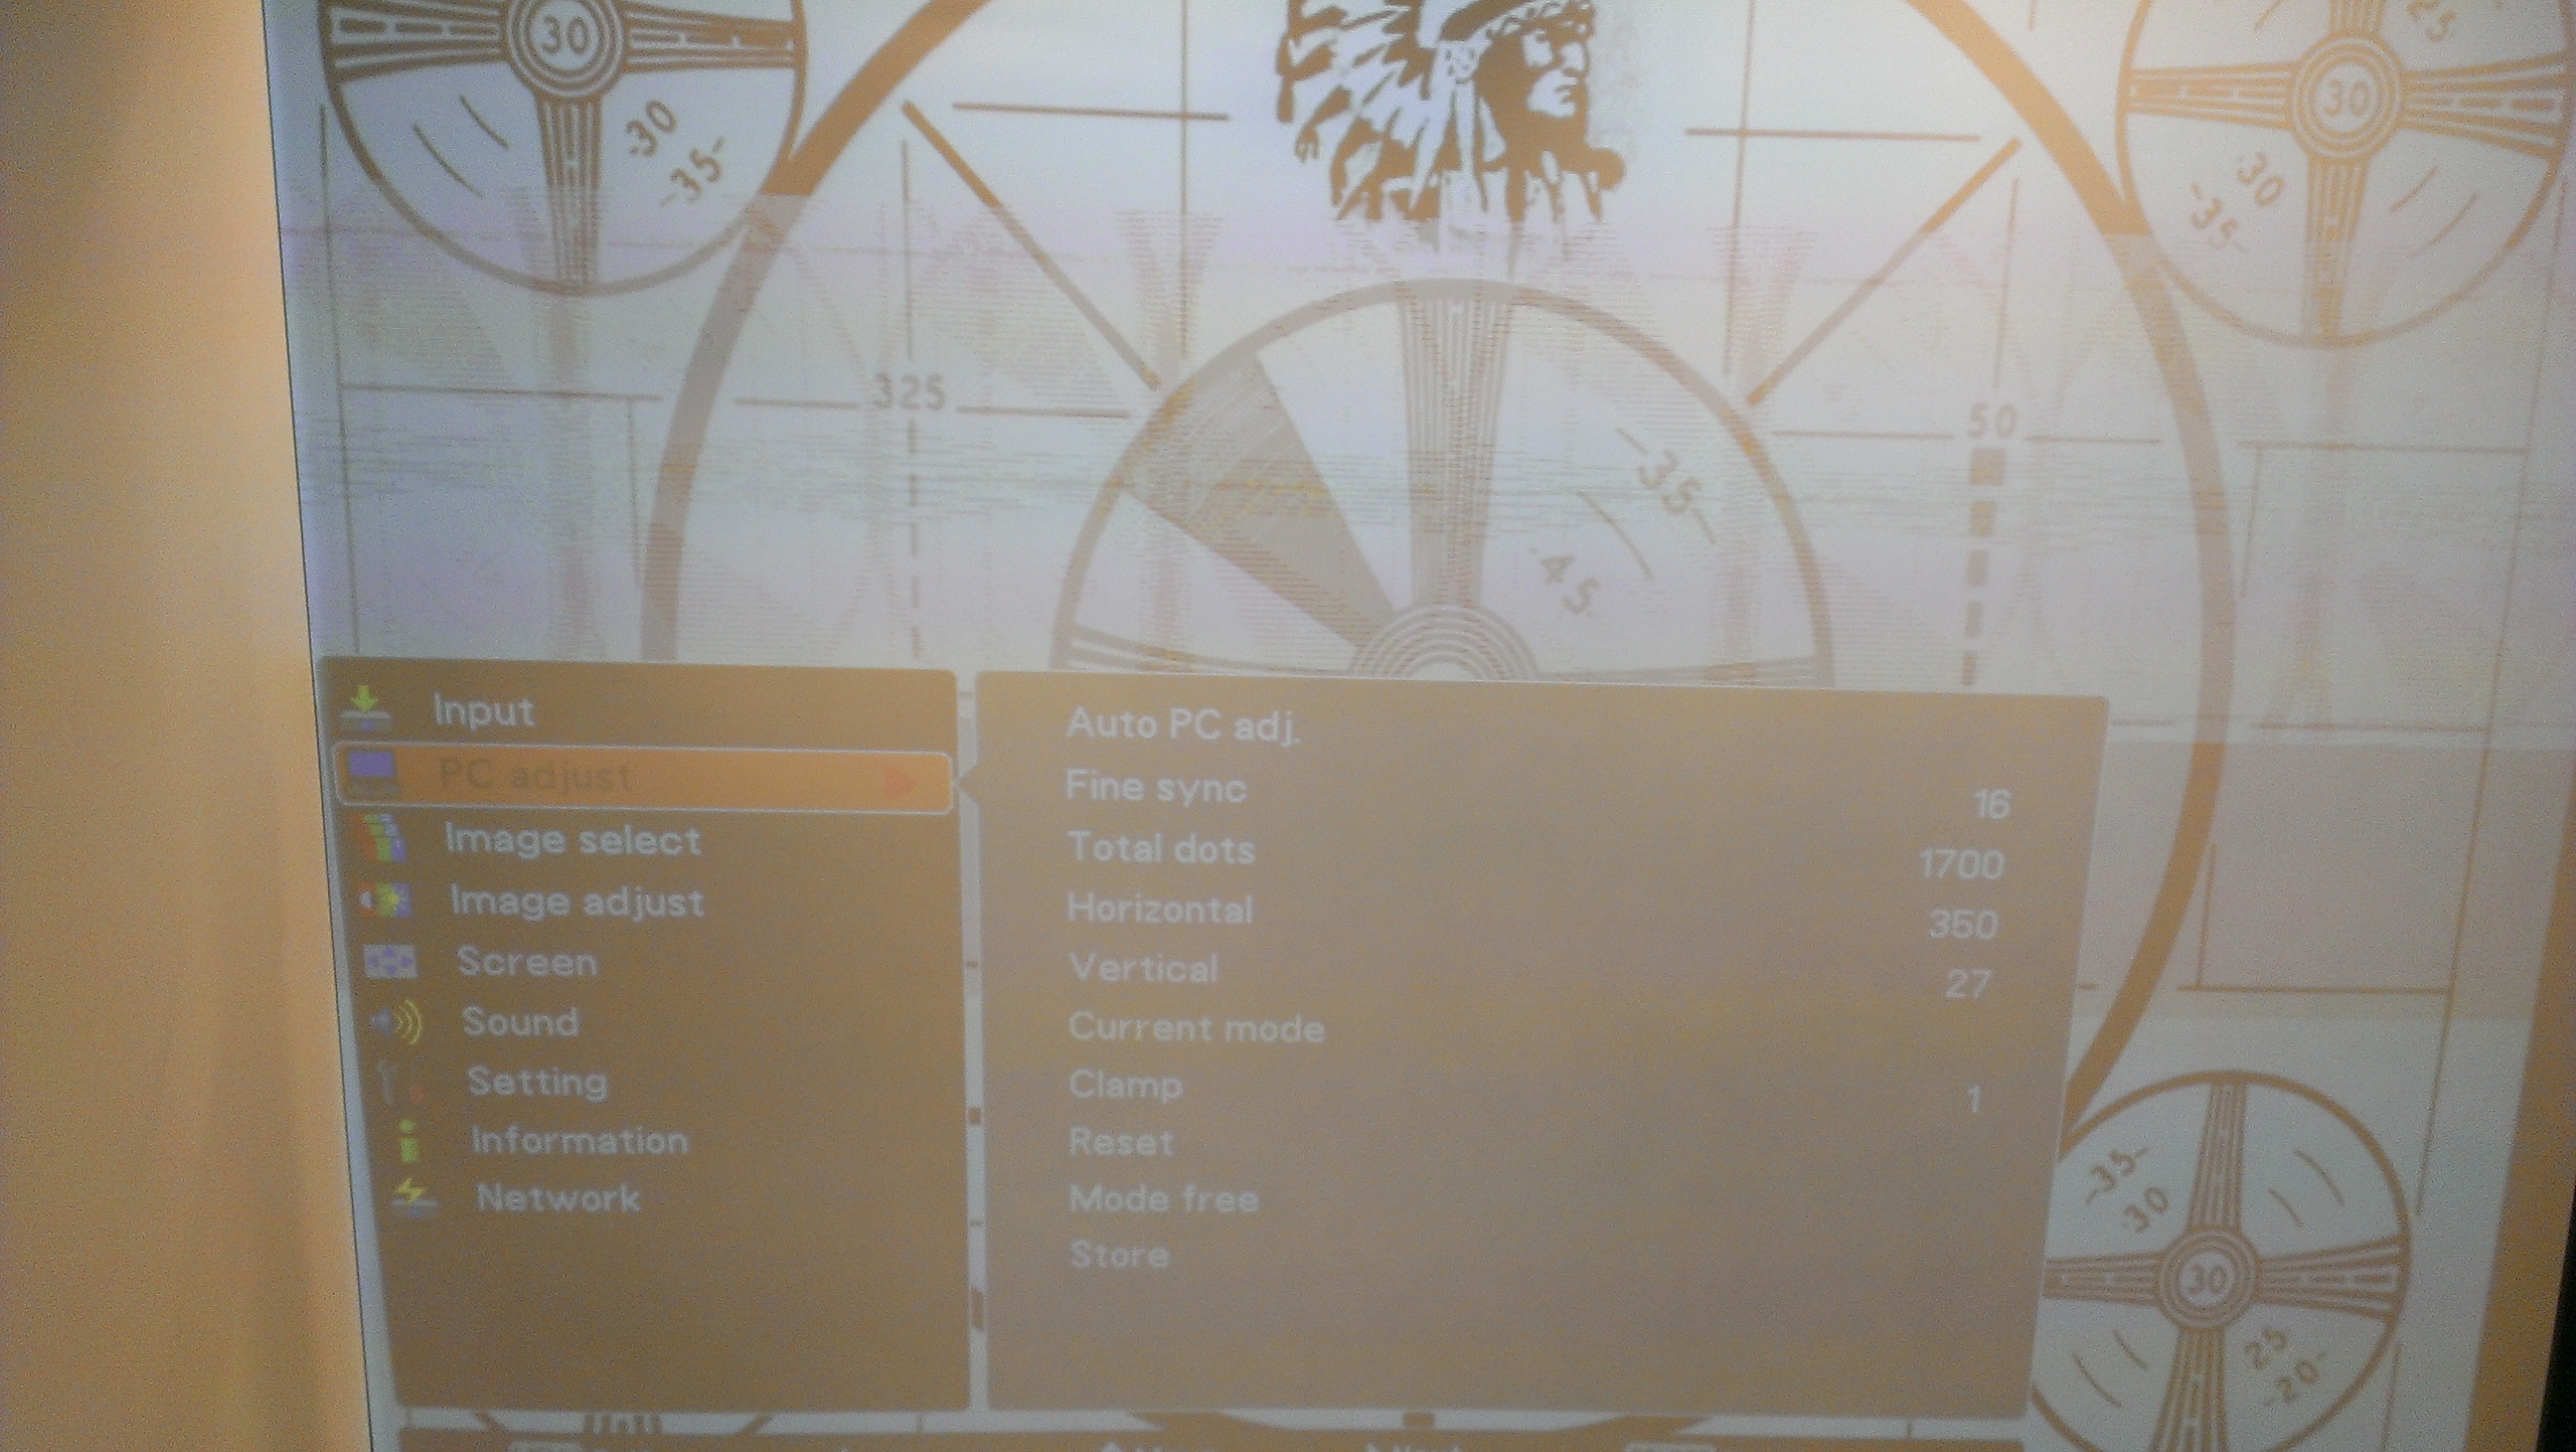 30
30
-35-
25
30
30
-35-
325
50
-35-
.45.
Input
PC adjust
Image select
Image adjust
Screen
Sound
Setting
Information
Network
Auto PC adj.
Fine sync 16
Total dots 1700
Horizontal 350
Vertical 27
Current mode
Clamp 1
Reset
Mode free
Store
-35-
30
30
25
-20-